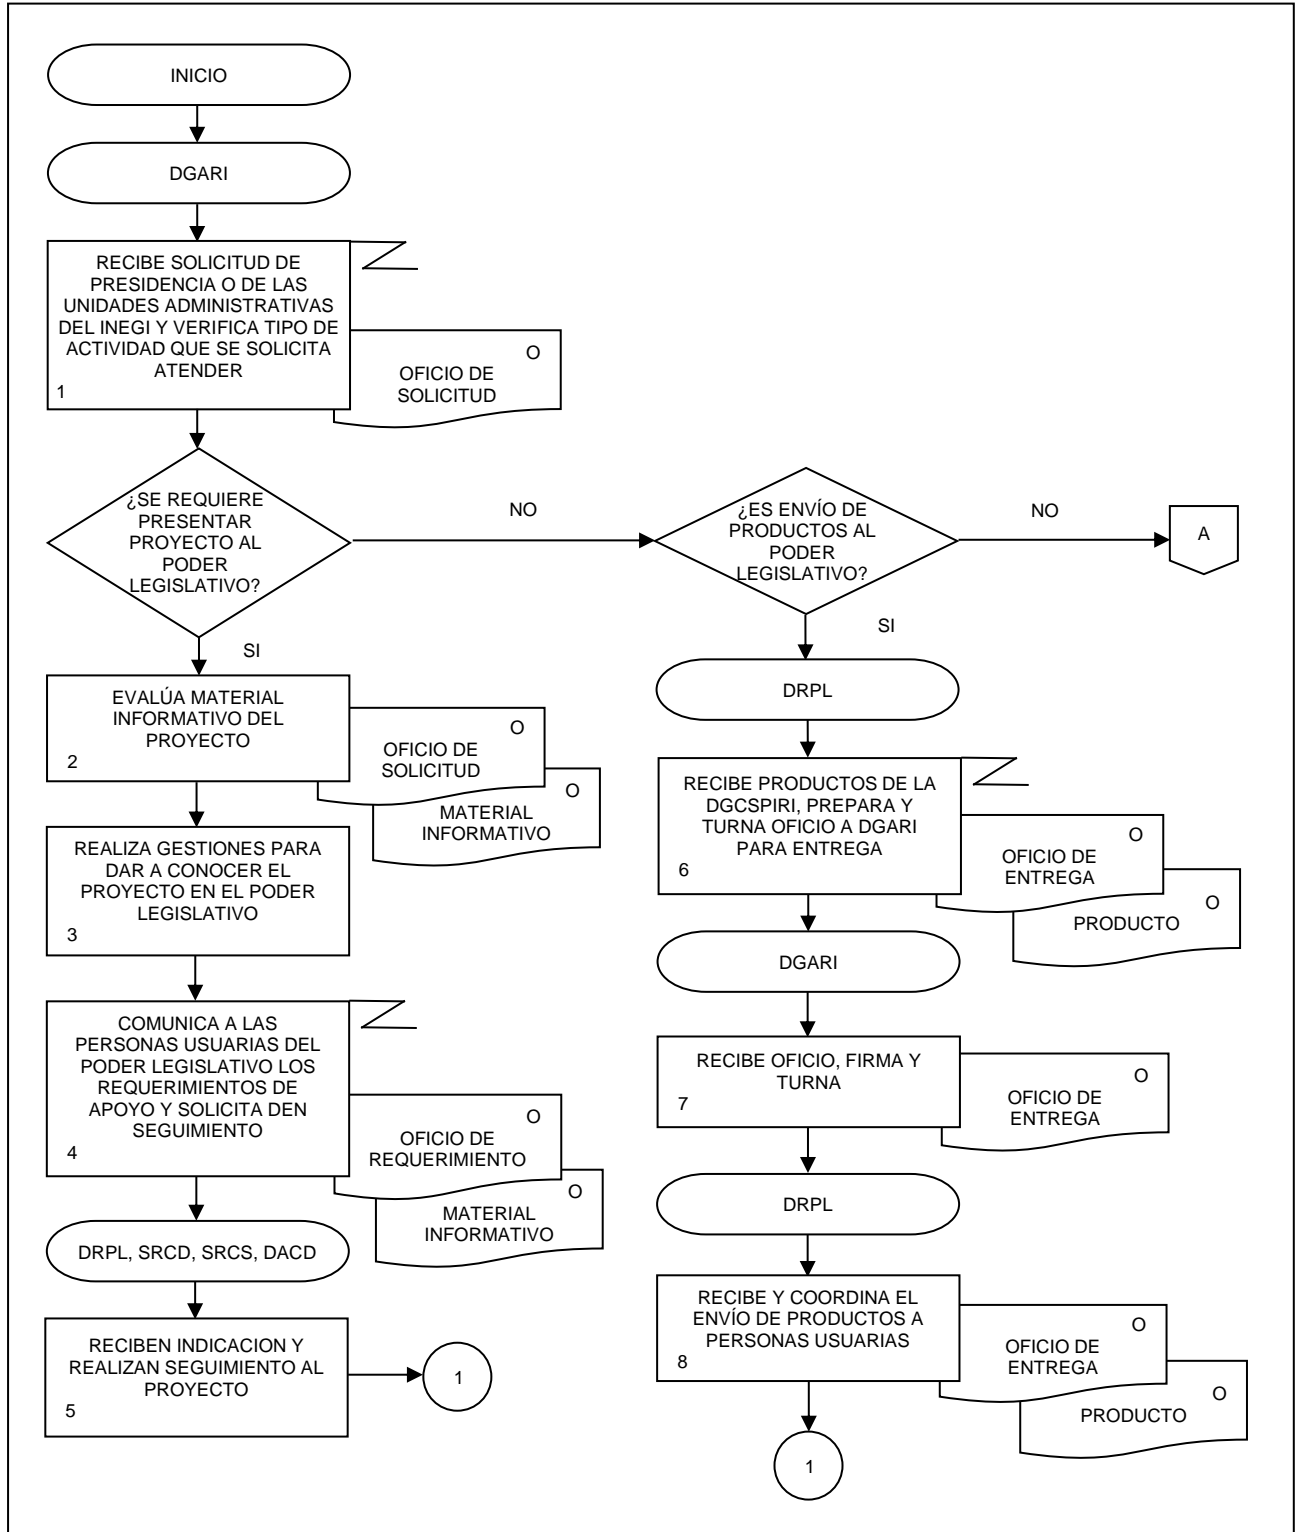 INICIO
DGARI
RECIBE SOLICITUD DE
PRESIDENCIA O DE LAS
UNIDADES ADMINISTRATIVAS
DEL INEGI Y VERIFICA TIPO DE
ACTIVIDAD QUE SE SOLICITA
ATENDER
1
O
OFICIO DE
SOLICITUD
¿SE REQUIERE
PRESENTAR
PROYECTO AL
PODER
LEGISLATIVO?
NO
SI
EVALÚA MATERIAL
INFORMATIVO DEL
PROYECTO
2
O
OFICIO DE
SOLICITUD
O
MATERIAL
INFORMATIVO
REALIZA GESTIONES PARA
DAR A CONOCER EL
PROYECTO EN EL PODER
LEGISLATIVO
3
COMUNICA A LAS
PERSONAS USUARIAS DEL
PODER LEGISLATIVO LOS
REQUERIMIENTOS DE
APOYO Y SOLICITA DEN
SEGUIMIENTO
4
O
OFICIO DE
REQUERIMIENTO
O
MATERIAL
INFORMATIVO
DRPL, SRCD, SRCS, DACD
RECIBEN INDICACION Y
REALIZAN SEGUIMIENTO AL
PROYECTO
5
1
¿ES ENVÍO DE
PRODUCTOS AL
PODER
LEGISLATIVO?
NO
A
SI
DRPL
RECIBE PRODUCTOS DE LA
DGCSPIRI, PREPARA Y
TURNA OFICIO A DGARI
PARA ENTREGA
6
O
OFICIO DE
ENTREGA
O
PRODUCTO
DGARI
RECIBE OFICIO, FIRMA Y
TURNA
7
O
OFICIO DE
ENTREGA
DRPL
RECIBE Y COORDINA EL
ENVÍO DE PRODUCTOS A
PERSONAS USUARIAS
8
O
OFICIO DE
ENTREGA
O
PRODUCTO
1